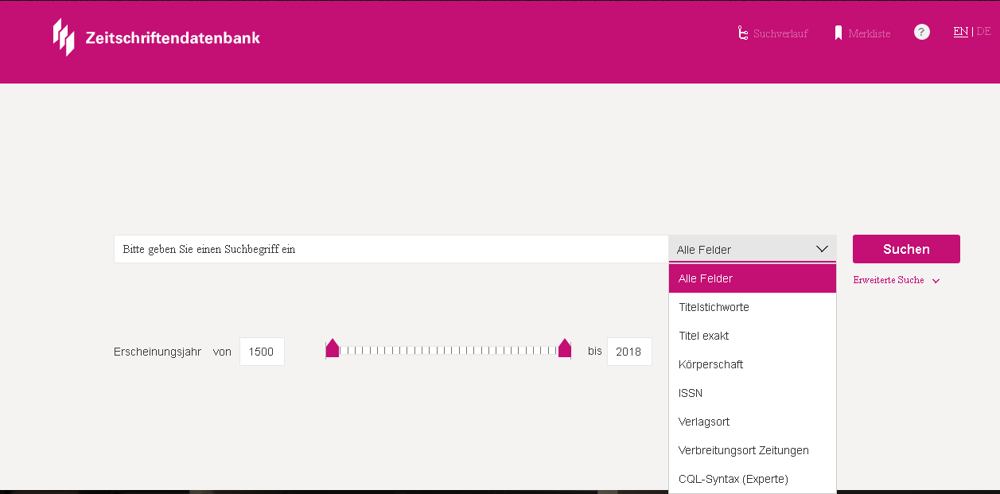 Zeitschriftendatenbank
Suchverlauf
Merkliste
?
EN | DE
Bitte geben Sie einen Suchbegriff ein
Alle Felder
Suchen
Erweiterte Suche
Alle Felder
Titelstichworte
Titel exakt
Körperschaft
ISSN
Verlagsort
Verbreitungsort Zeitungen
CQL-Syntax (Experte)
Erscheinungsjahr von 1500 bis 2018